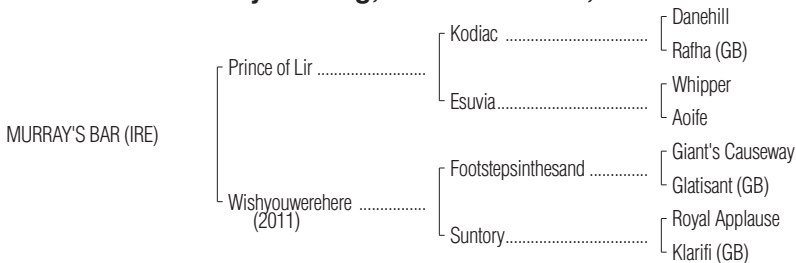 Danehill
Kodiac ..................................
Rafha (GB)
Prince of Lir ..........................
Whipper
Esuvia....................................
Aoife
MURRAY'S BAR (IRE)
Giant's Causeway
Footstepsinthesand ..............
Glatisant (GB)
Wishyouwerehere ................
(2011)
Royal Applause
Suntory..................................
Klarifi (GB)